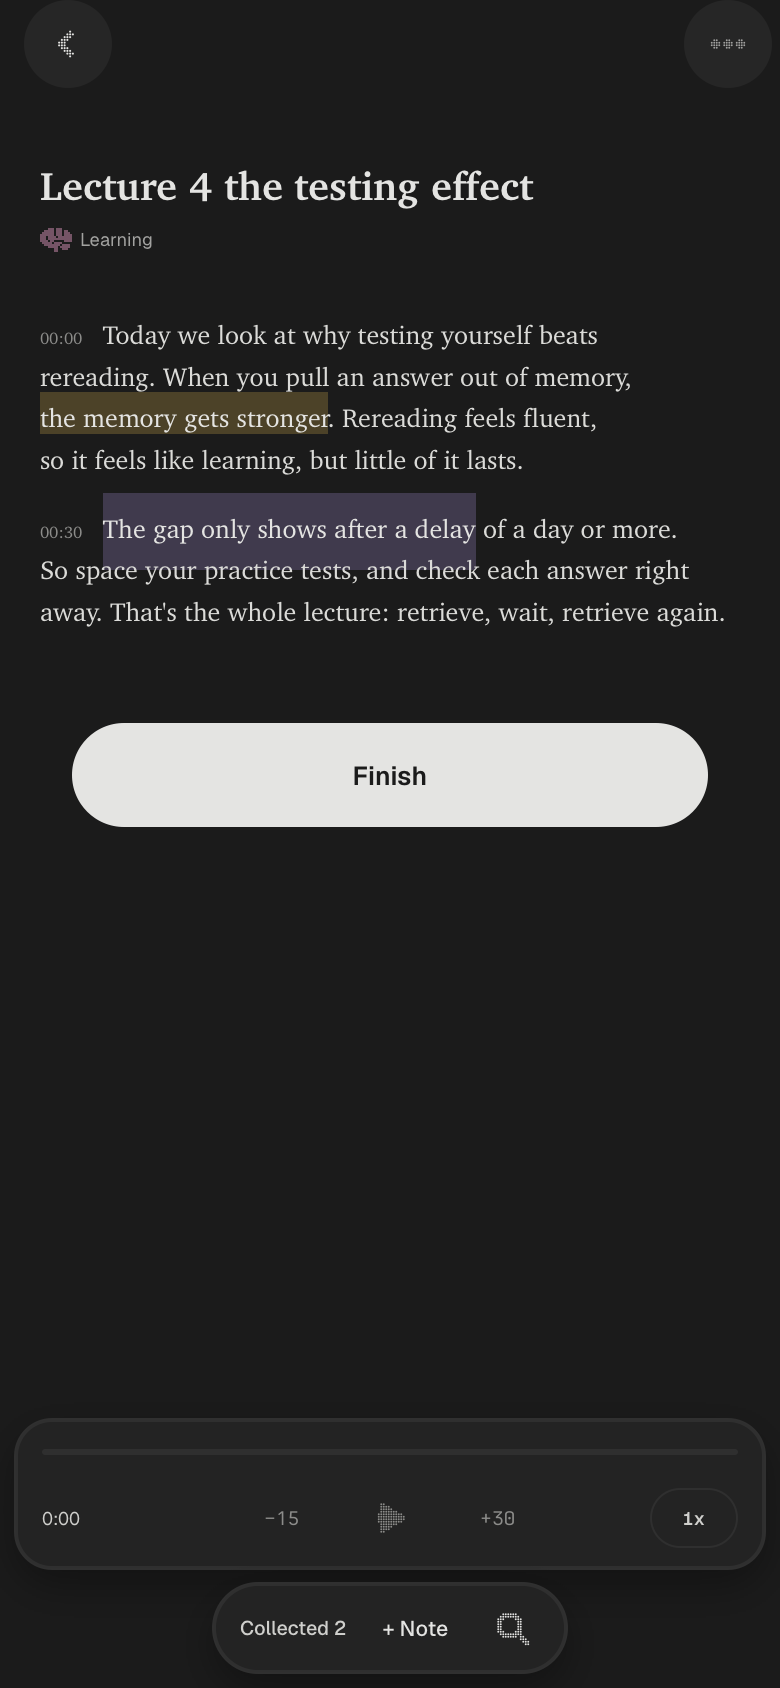 Lecture 4 the testing effect
Learning
00:00 Today we look at why testing yourself beats
rereading. When you pull an answer out of memory,
the memory gets stronger. Rereading feels fluent,
so it feels like learning, but little of it lasts.
00:30 The gap only shows after a delay of a day or more.
So space your practice tests, and check each answer right
away. That's the whole lecture: retrieve, wait, retrieve again.
Finish
0:00 −15 +30 1x
Collected 2 + Note